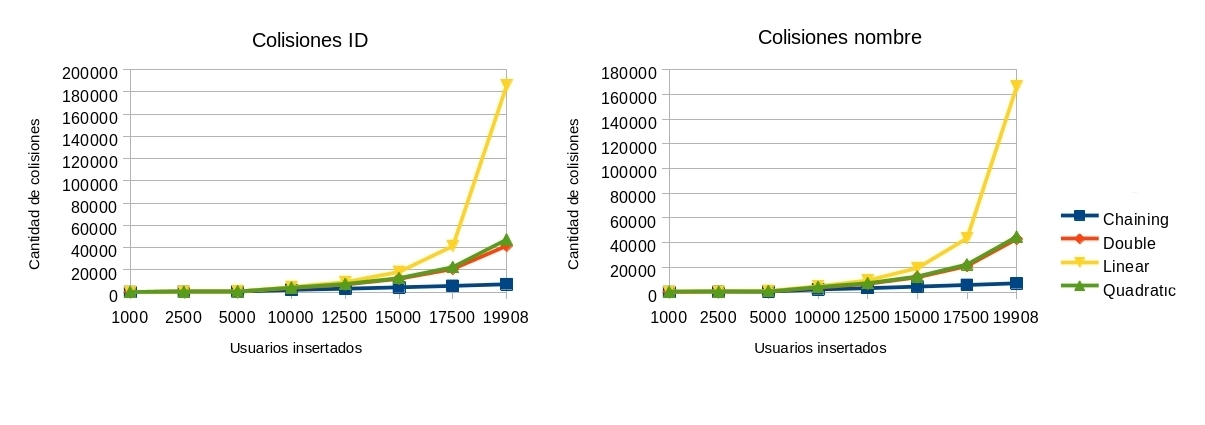 Colisiones ID
Cantidad de colisiones
200000
180000
160000
140000
120000
100000
80000
60000
40000
20000
0
1000 2500 5000 10000 12500 15000 17500 19908
Usuarios insertados
Colisiones nombre
Cantidad de colisiones
180000
160000
140000
120000
100000
80000
60000
40000
20000
0
1000 2500 5000 10000 12500 15000 17500 19908
Usuarios insertados
Chaining
Double
Linear
Quadratic